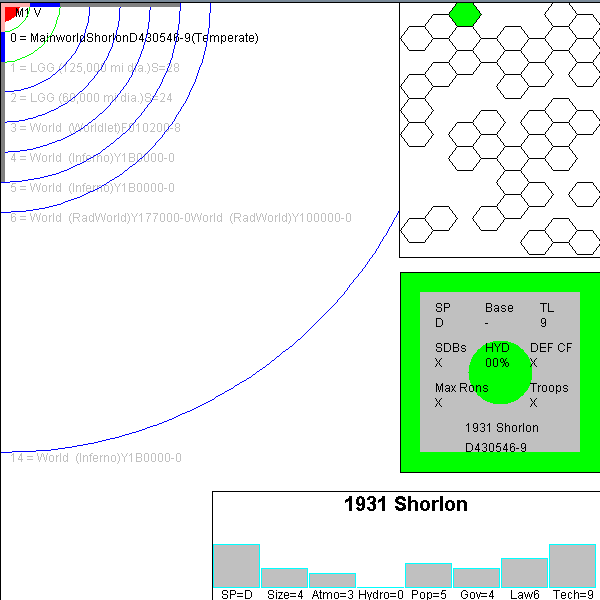 M1 V
0 = MainworldShorlonD430546-9(Temperate)
1 = LGG (125,000 mi dia.)S=28
2 = LGG (60,000 mi dia.)S=24
3 = World  (Worldlet)F010200-8
4 = World  (Inferno)Y1B0000-0
5 = World  (Inferno)Y1B0000-0
6 = World  (RadWorld)Y177000-0World  (RadWorld)Y100000-0
14 = World  (Inferno)Y1B0000-0
SP Base TL
D - 9
SDBs HYD DEF CF
X 00% X
Max Rons Troops
X X
1931 Shorlon
D430546-9
1931 Shorlon
SP=D Size=4 Atmo=3 Hydro=0 Pop=5 Gov=4 Law6 Tech=9